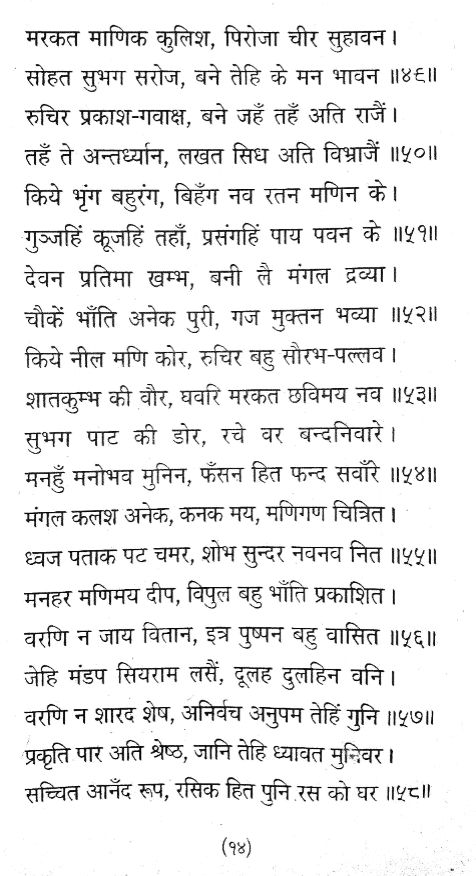 मरकत माणिक कुलिश, पिरोजा चीर सुहावन।
सोहत सुभग सरोज, बने तेहि के मन भावन ॥४९॥
रुचिर प्रकाश-गवाक्ष, बने जहँ तहँ अति राजैं।
तहँ ते अन्तर्ध्यान, लखत सिध अति विभ्राजैं ॥५०॥
किये भृंग बहुरंग, बिहँग नव रतन मणिन के।
गुञ्जहिं कूजहिं तहाँ, प्रसंगहिं पाय पवन के ॥५१॥
देवन प्रतिमा खम्भ, बनी लै मंगल द्रव्या।
चौकें भाँति अनेक पुरी, गज मुक्तन भव्या ॥५२॥
किये नील मणि कोर, रुचिर बहु सौरभ-पल्लव।
शातकुम्भ की वौर, घवरि मरकत छविमय नव ॥५३॥
सुभग पाट की डोर, रचे वर बन्दनिवारे।
मनहुँ मनोभव मुनिन, फँसन हित फन्द सवाँरे ॥५४॥
मंगल कलश अनेक, कनक मय, मणिगण चित्रित।
ध्वज पताक पट चमर, शोभ सुन्दर नवनव नित ॥५५॥
मनहर मणिमय दीप, विपुल बहु भाँति प्रकाशित।
वरणि न जाय वितान, इत्र पुष्पन बहु वासित ॥५६॥
जेहि मंडप सियराम लसैं, दूलह दुलहिन वनि।
वरणि न शारद शेष, अनिर्वच अनुपम तेहिं गुनि ॥५७॥
प्रकृति पार अति श्रेष्ठ, जानि तेहि ध्यावत मुनिवर।
सच्चित आनँद रूप, रसिक हित पुनि रस को घर ॥५८॥
(१४)